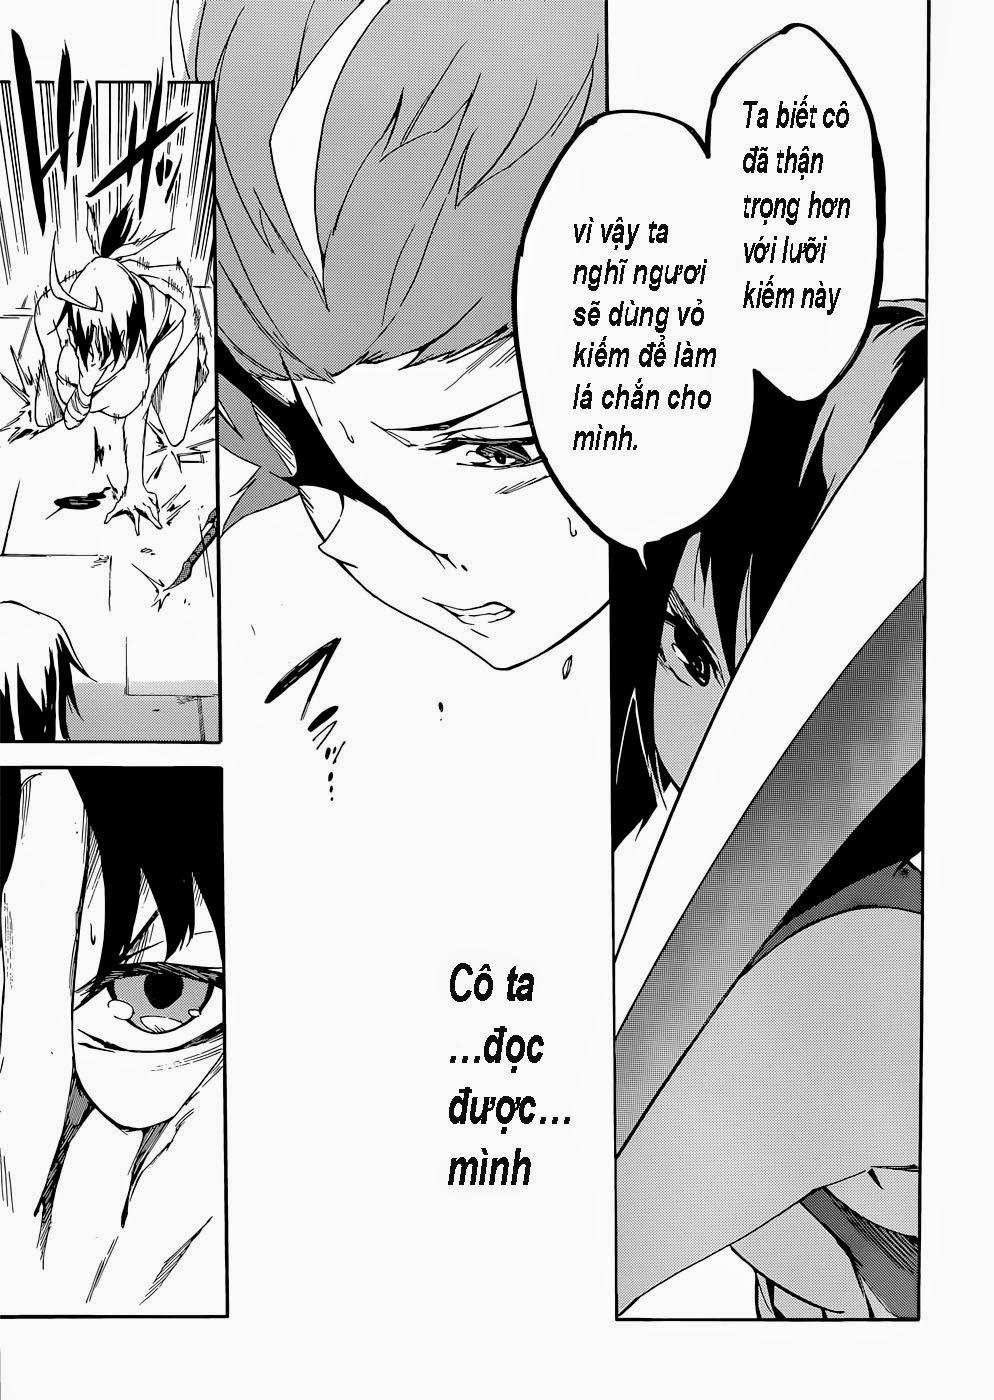 Ta biết cô
đã thận
trọng hơn
với lưỡi
kiếm này
vì vậy ta
nghĩ ngươi
sẽ dùng vỏ
kiếm để làm
lá chắn cho
mình.
Cô ta
...đọc
được...
mình